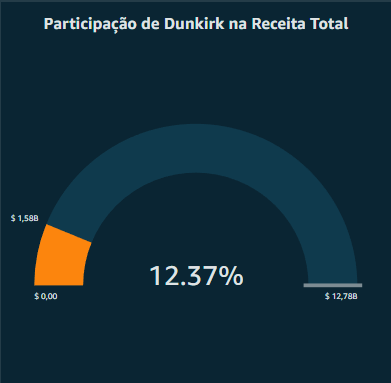 Participação de Dunkirk na Receita Total
$ 1,58B
12.37%
$ 0,00
$ 12,78B